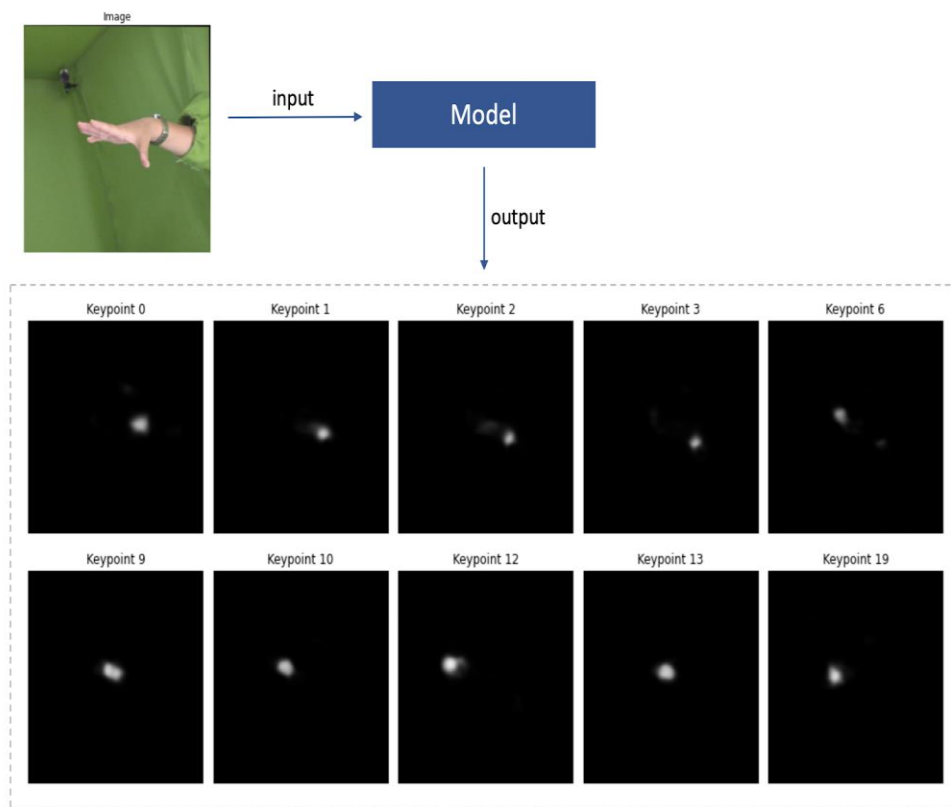 Image
input
Model
output
Keypoint 0
Keypoint 1
Keypoint 2
Keypoint 3
Keypoint 6
Keypoint 9
Keypoint 10
Keypoint 12
Keypoint 13
Keypoint 19